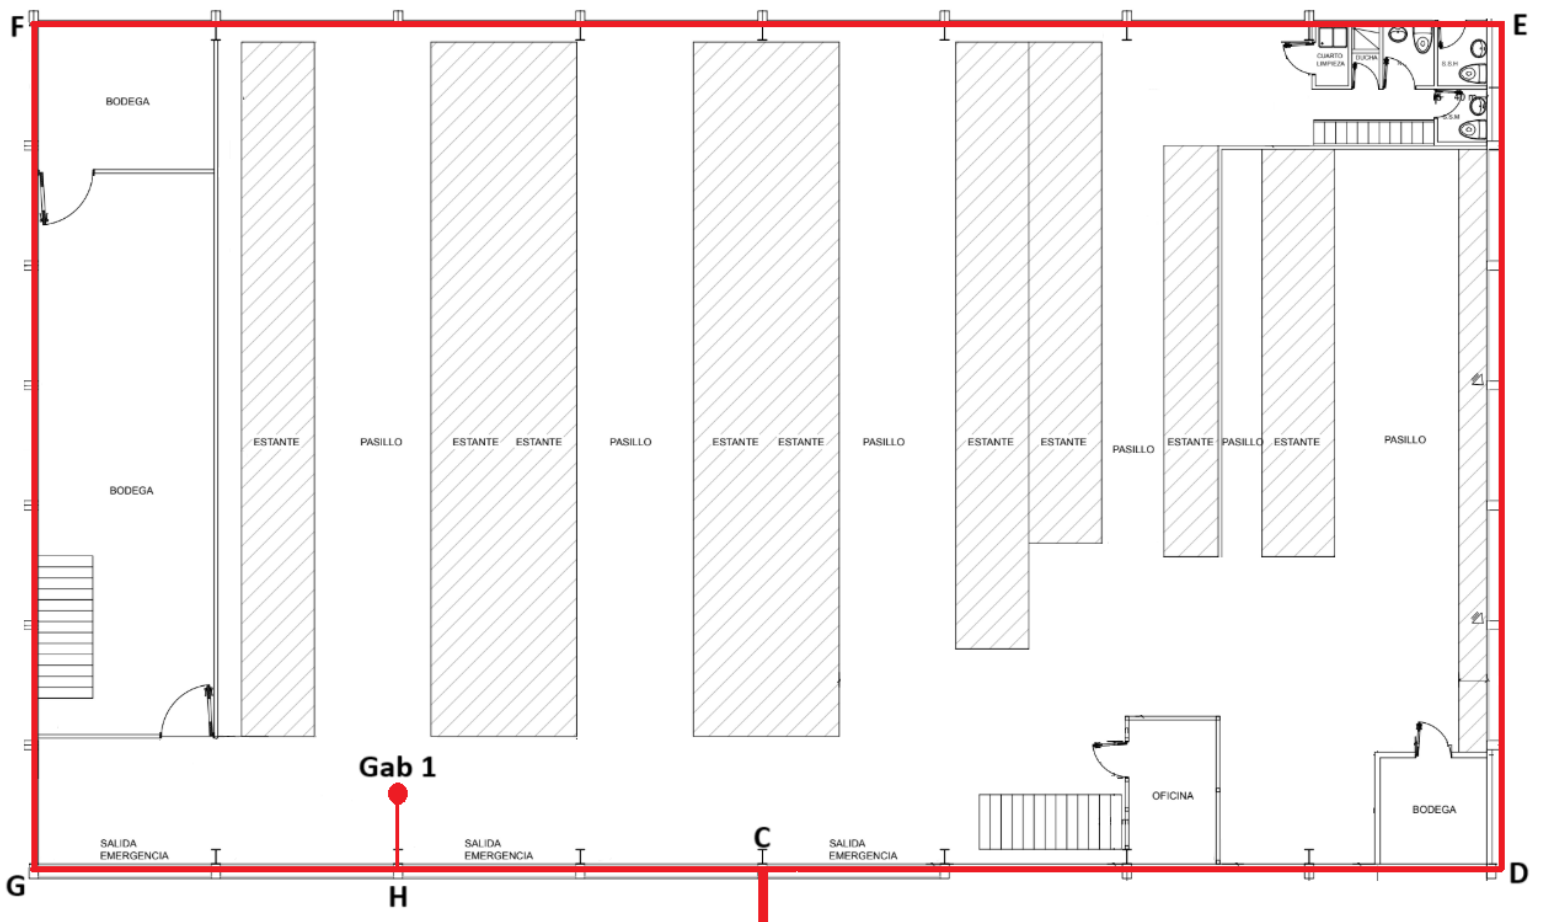 F
E
CUARTO
LIMPIEZA
DUCHA
S.S.H
BODEGA
S.S.M
ESTANTE
PASILLO
ESTANTE
ESTANTE
PASILLO
ESTANTE
ESTANTE
PASILLO
ESTANTE
ESTANTE
PASILLO
ESTANTE
PASILLO
ESTANTE
PASILLO
BODEGA
Gab 1
OFICINA
BODEGA
C
SALIDA
EMERGENCIA
SALIDA
EMERGENCIA
SALIDA
EMERGENCIA
G
H
D